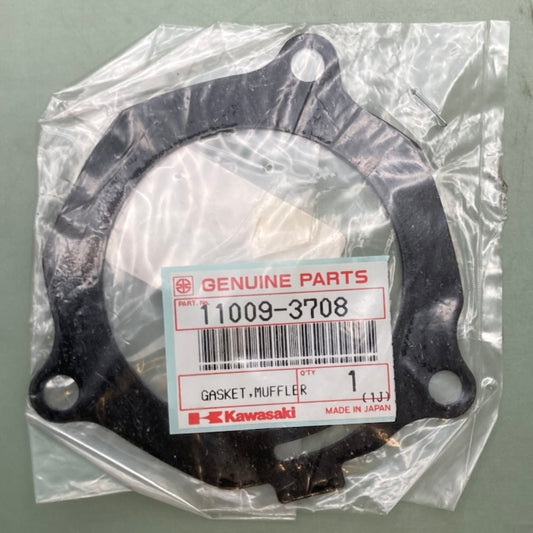 GENUINE PARTS
PART. NO.
11009-3708
QTY
GASKET,MUFFLER 1
(1J)
Kawasaki MADE IN JAPAN